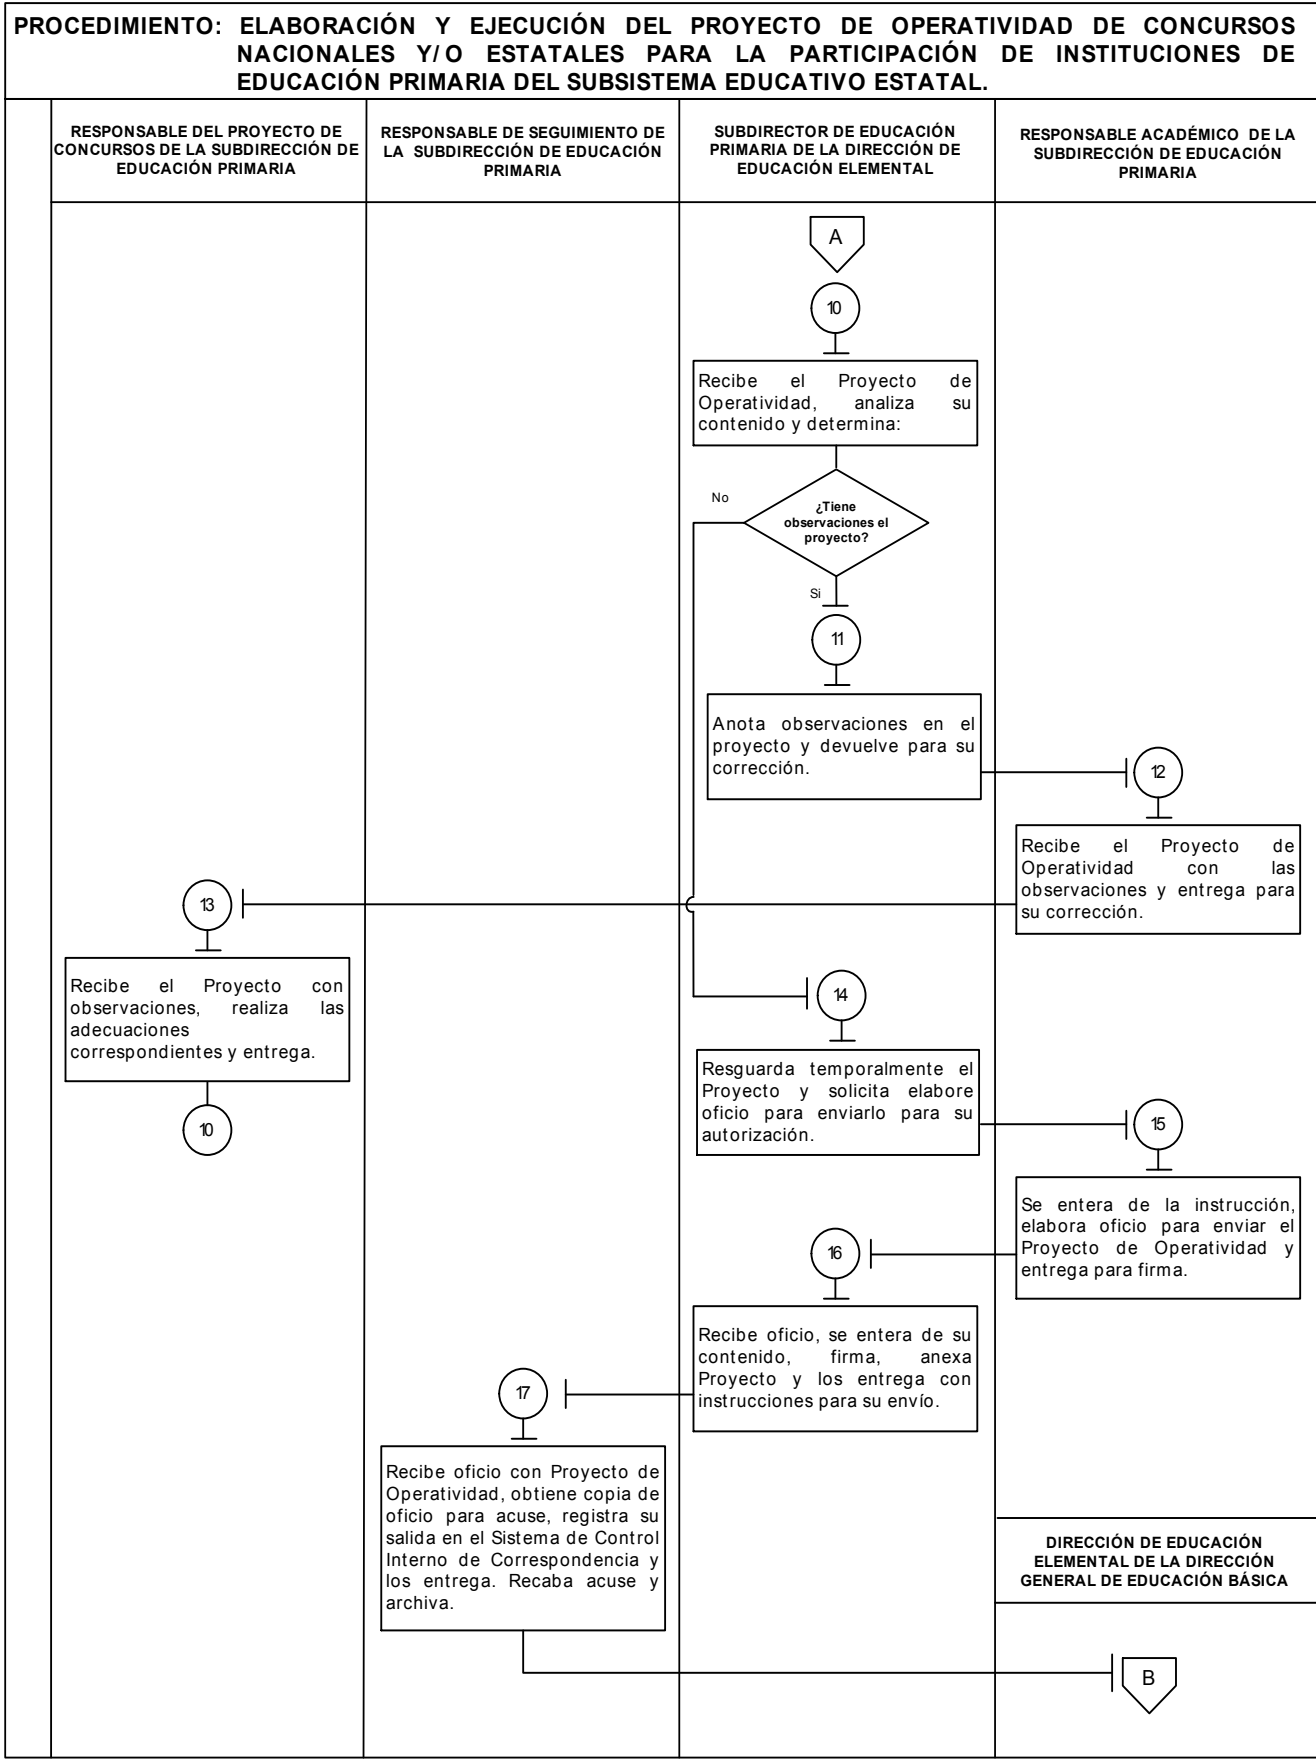 PROCEDIMIENTO: ELABORACIÓN Y EJECUCIÓN DEL PROYECTO DE OPERATIVIDAD DE CONCURSOS
NACIONALES Y/ O ESTATALES PARA LA PARTICIPACIÓN DE INSTITUCIONES DE
EDUCACIÓN PRIMARIA DEL SUBSISTEMA EDUCATIVO ESTATAL.
RESPONSABLE DEL PROYECTO DE
CONCURSOS DE LA SUBDIRECCIÓN DE
EDUCACIÓN PRIMARIA
RESPONSABLE DE SEGUIMIENTO DE
LA SUBDIRECCIÓN DE EDUCACIÓN
PRIMARIA
SUBDIRECTOR DE EDUCACIÓN
PRIMARIA DE LA DIRECCIÓN DE
EDUCACIÓN ELEMENTAL
RESPONSABLE ACADÉMICO DE LA
SUBDIRECCIÓN DE EDUCACIÓN
PRIMARIA
A
10
Recibe el Proyecto de
Operatividad, analiza su
contenido y determina:
No
¿Tiene
observaciones el
proyecto?
Si
11
Anota observaciones en el
proyecto y devuelve para su
corrección.
12
Recibe el Proyecto de
Operatividad con las
observaciones y entrega para
su corrección.
13
Recibe el Proyecto con
observaciones, realiza las
adecuaciones
correspondientes y entrega.
10
14
Resguarda temporalmente el
Proyecto y solicita elabore
oficio para enviarlo para su
autorización.
15
Se entera de la instrucción,
elabora oficio para enviar el
Proyecto de Operatividad y
entrega para firma.
16
Recibe oficio, se entera de su
contenido, firma, anexa
Proyecto y los entrega con
instrucciones para su envío.
17
Recibe oficio con Proyecto de
Operatividad, obtiene copia de
oficio para acuse, registra su
salida en el Sistema de Control
Interno de Correspondencia y
los entrega. Recaba acuse y
archiva.
DIRECCIÓN DE EDUCACIÓN
ELEMENTAL DE LA DIRECCIÓN
GENERAL DE EDUCACIÓN BÁSICA
B